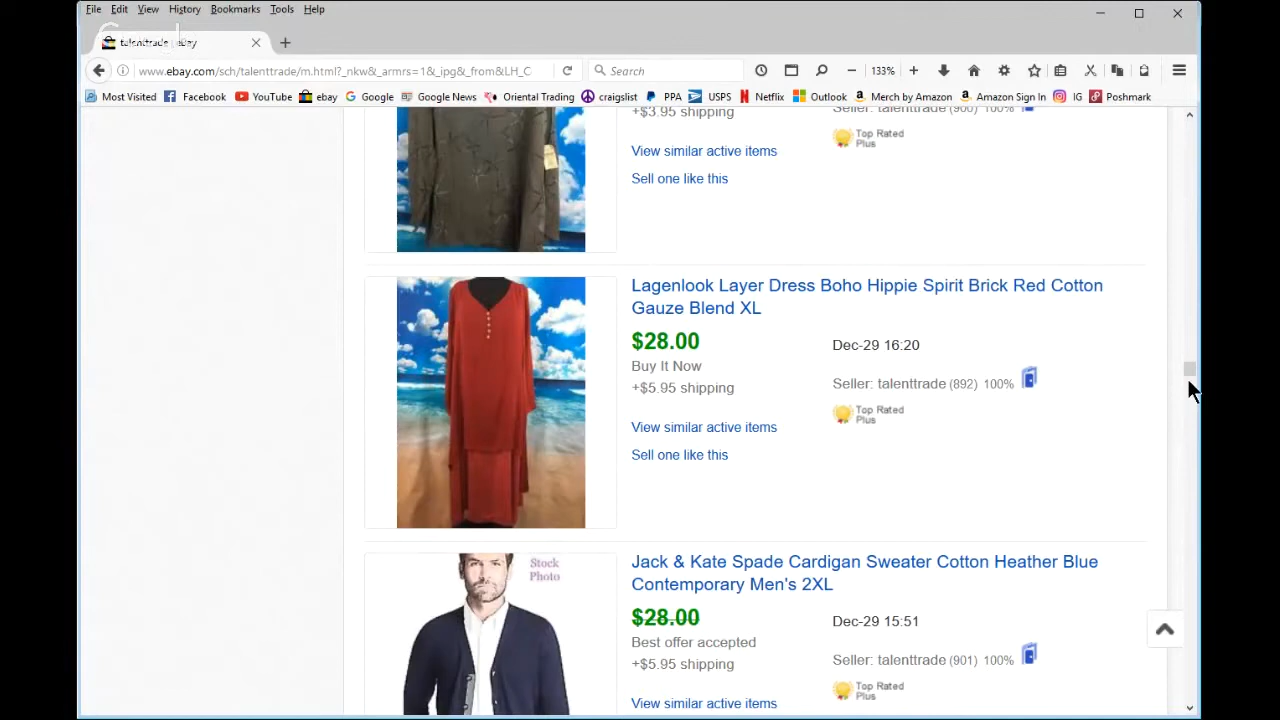 File Edit View History Bookmarks Tools Help
talenttrade | eBay
www.ebay.com/sch/talenttrade/m.html?_nkw&_armrs=1&_ipg&_from&LH_C
Search
133%
Most Visited Facebook YouTube ebay Google Google News Oriental Trading craigslist PPA USPS Netflix Outlook Merch by Amazon Amazon Sign In IG Poshmark
+$3.95 shipping
Seller: talenttrade (900) 100%
Top Rated
Plus
View similar active items
Sell one like this
Lagenlook Layer Dress Boho Hippie Spirit Brick Red Cotton
Gauze Blend XL
$28.00
Buy It Now
+$5.95 shipping
Dec-29 16:20
Seller: talenttrade (892) 100%
Top Rated
Plus
View similar active items
Sell one like this
Stock
Photo
Jack & Kate Spade Cardigan Sweater Cotton Heather Blue
Contemporary Men's 2XL
$28.00
Best offer accepted
+$5.95 shipping
Dec-29 15:51
Seller: talenttrade (901) 100%
Top Rated
Plus
View similar active items